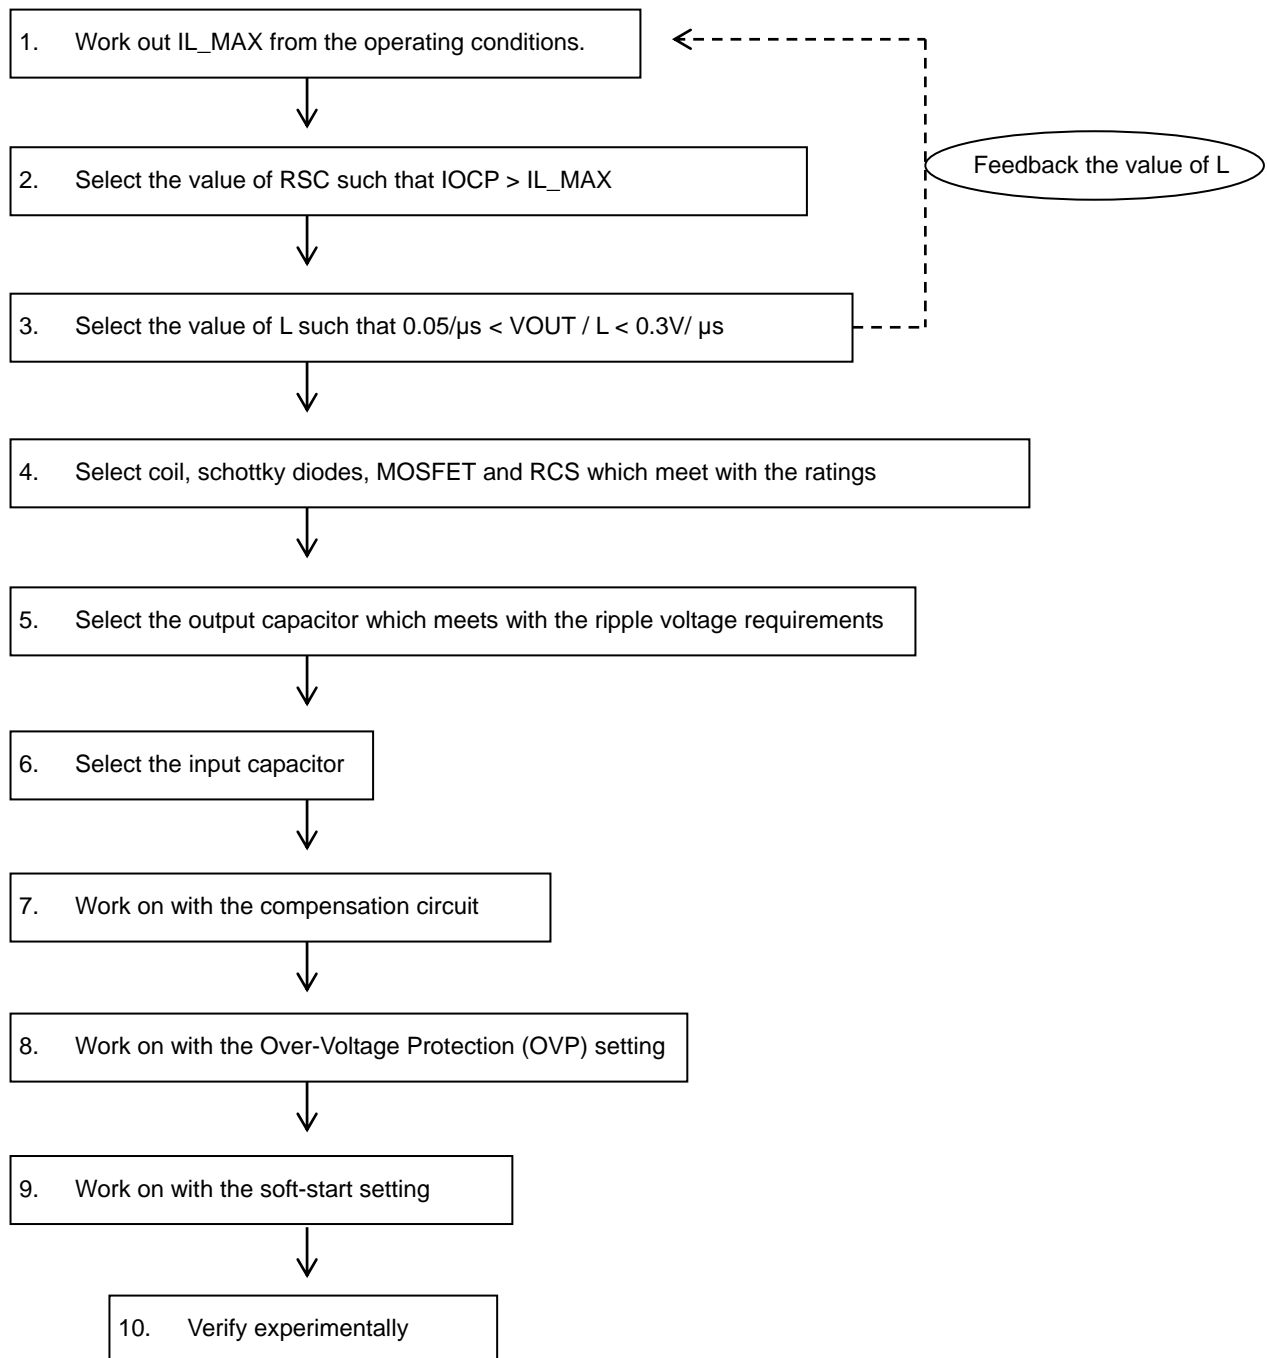 1. Work out IL_MAX from the operating conditions.
2. Select the value of RSC such that IOCP > IL_MAX
Feedback the value of L
3. Select the value of L such that 0.05/µs < VOUT / L < 0.3V/ µs
4. Select coil, schottky diodes, MOSFET and RCS which meet with the ratings
5. Select the output capacitor which meets with the ripple voltage requirements
6. Select the input capacitor
7. Work on with the compensation circuit
8. Work on with the Over-Voltage Protection (OVP) setting
9. Work on with the soft-start setting
10. Verify experimentally